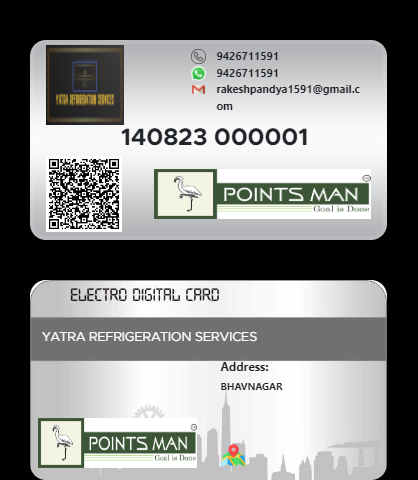 9426711591
9426711591
rakeshpandya1591@gmail.c
om
YATRA REFRIGERATION SERVICES
140823 000001
POINTS MAN
Goal is Done
ELECTRO DIGITAL CARD
YATRA REFRIGERATION SERVICES
Address:
BHAVNAGAR
POINTS MAN
Goal is Done